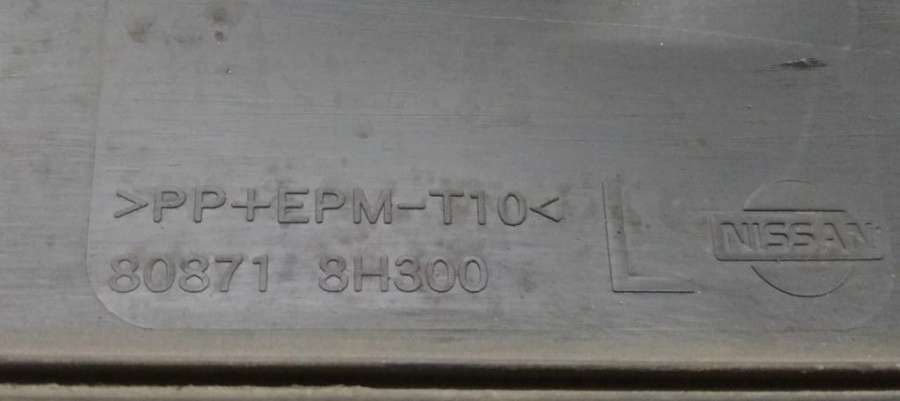 >PP+EPM-T10<
80871 8H300
L
NISSAN